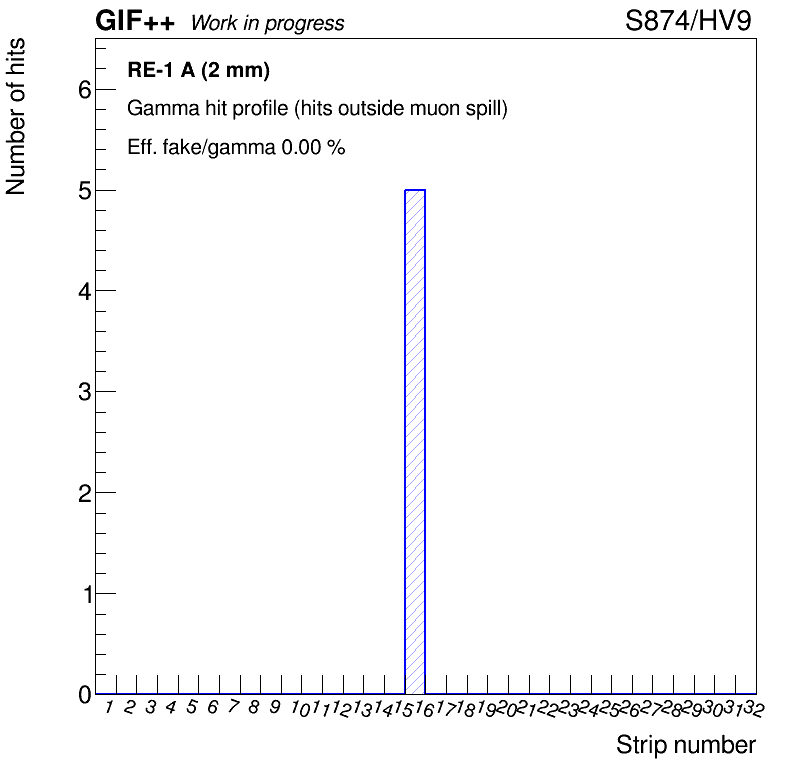 GIF++ Work in progress S874/HV9
Number of hits
RE-1 A (2 mm)
Gamma hit profile (hits outside muon spill)
Eff. fake/gamma 0.00 %
6
5
4
3
2
1
0
1 2 3 4 5 6 7 8 9 10 11 12 13 14 15 16 17 18 19 20 21 22 23 24 25 26 27 28 29 30 31 32
Strip number